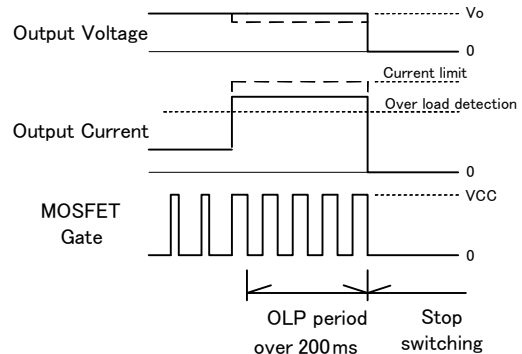 Output Voltage
Vo
0
Current limit
Over load detection
Output Current
0
VCC
MOSFET
Gate
0
OLP period
over 200ms
Stop
switching